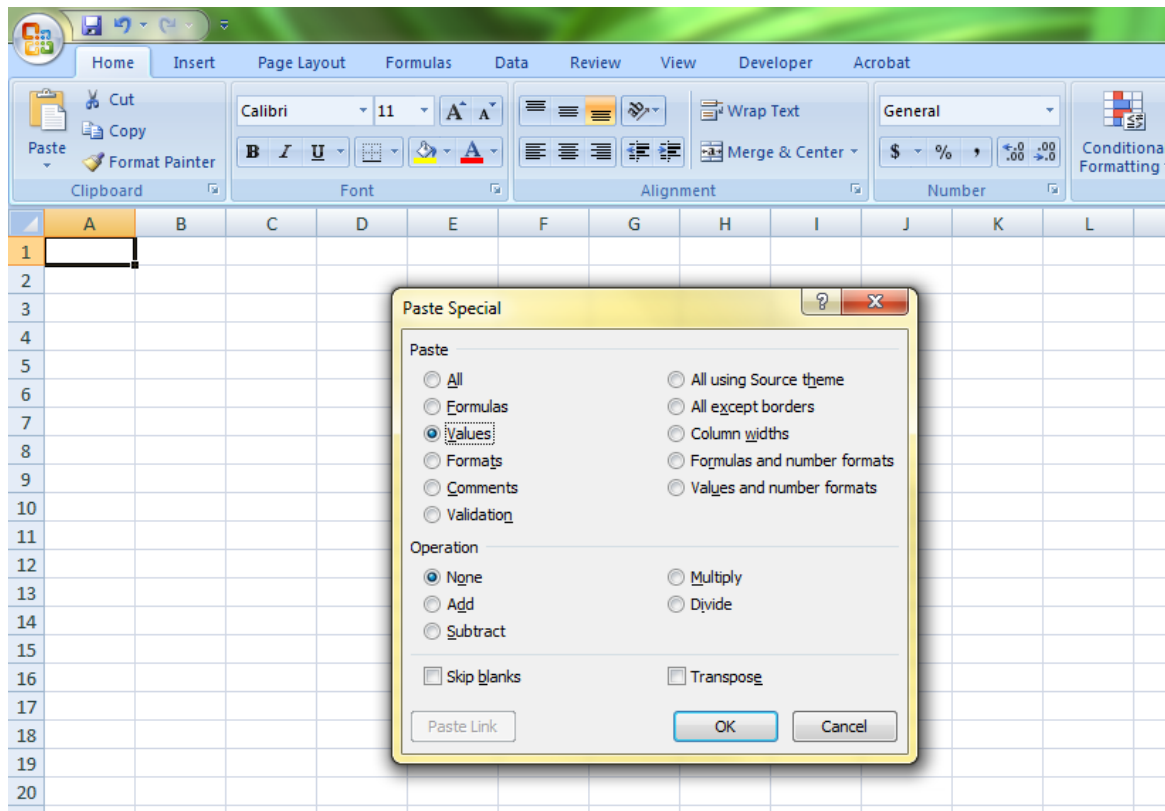 Home Insert Page Layout Formulas Data Review View Developer Acrobat
Paste
Cut
Copy
Format Painter
Clipboard
Calibri 11 A A
B I U A
Font
Wrap Text
Merge & Center
Alignment
General
$ % , .0 .00 .00 .0
Number
Conditiona
Formatting
A B C D E F G H I J K L
1
2
3
4
5
6
7
8
9
10
11
12
13
14
15
16
17
18
19
20
Paste Special ?
Paste
All All using Source theme
Formulas All except borders
Values Column widths
Formats Formulas and number formats
Comments Values and number formats
Validation
Operation
None Multiply
Add Divide
Subtract
Skip blanks Transpose
Paste Link OK Cancel